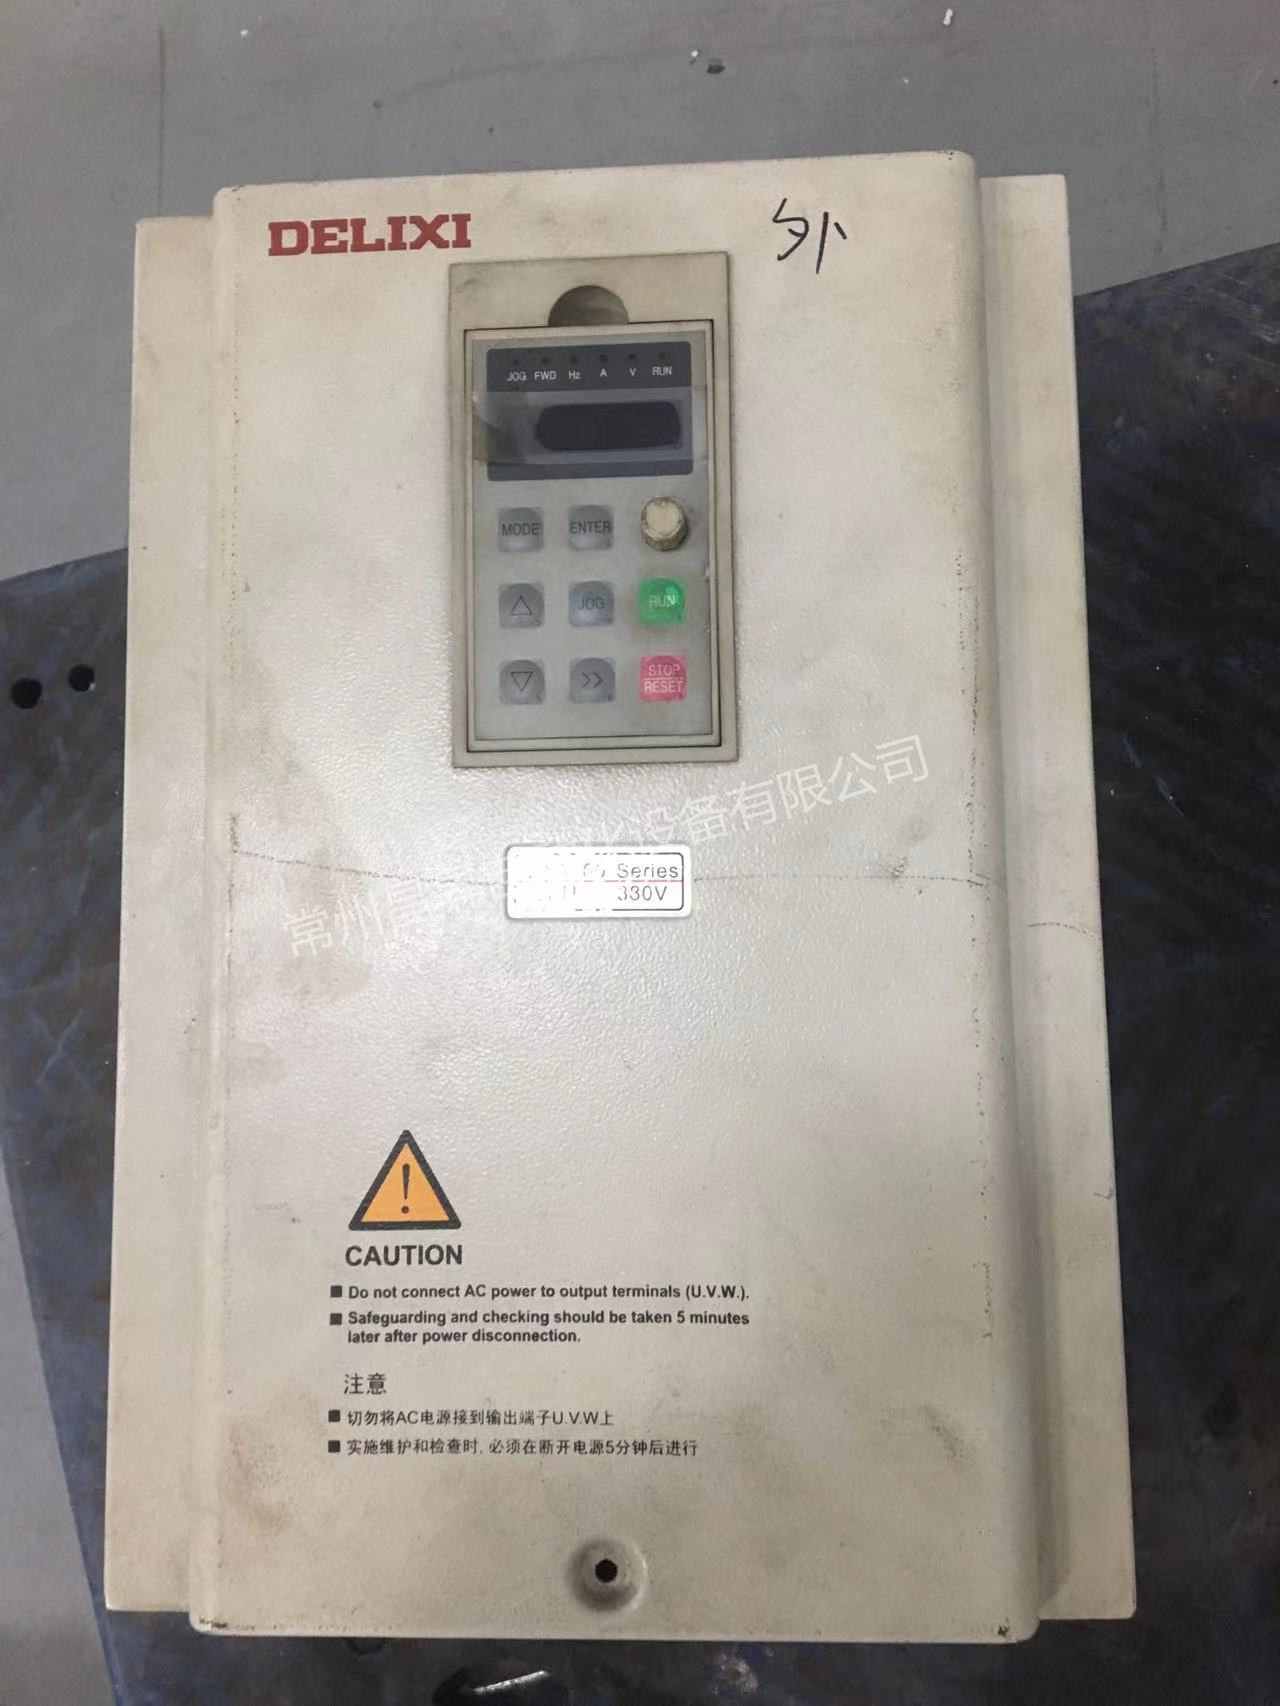 DELIXI
外
JOG FWD Hz A V RUN
MODE ENTER
JOG RUN
>> STOP
RESET
Series
330V
常州 设备有限公司
CAUTION
Do not connect AC power to output terminals (U.V.W.).
Safeguarding and checking should be taken 5 minutes
later after power disconnection.
注意
切勿将AC电源接到输出端子U.V.W上
实施维护和检查时, 必须在断开电源5分钟后进行